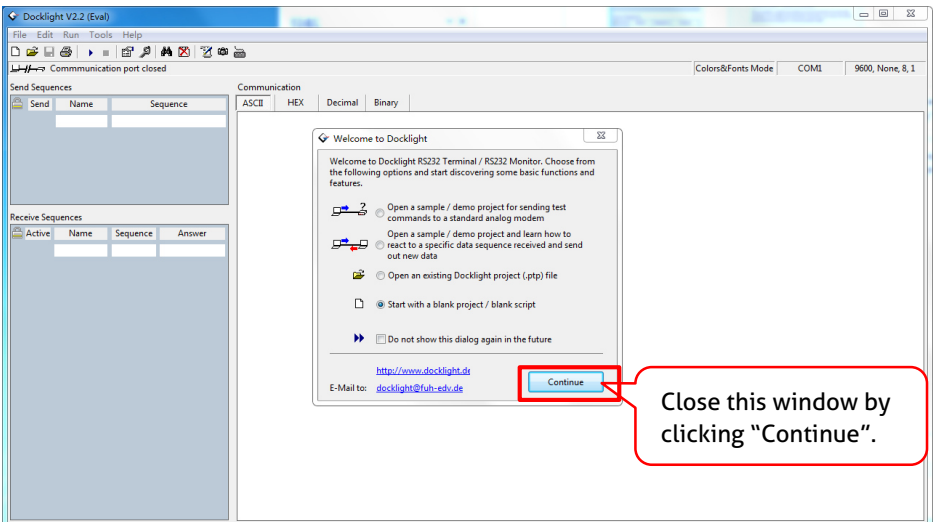 Docklight V2.2 (Eval)
File Edit Run Tools Help
Commmunication port closed
Colors&Fonts Mode COM1 9600, None, 8, 1
Send Sequences
Send Name Sequence
Receive Sequences
Active Name Sequence Answer
Communication
ASCII HEX Decimal Binary
Welcome to Docklight
Welcome to Docklight RS232 Terminal / RS232 Monitor. Choose from
the following options and start discovering some basic functions and
features.
Open a sample / demo project for sending test
commands to a standard analog modem
Open a sample / demo project and learn how to
react to a specific data sequence received and send
out new data
Open an existing Docklight project (.ptp) file
Start with a blank project / blank script
Do not show this dialog again in the future
http://www.docklight.de
E-Mail to: docklight@fuh-edv.de
Continue
Close this window by
clicking “Continue”.